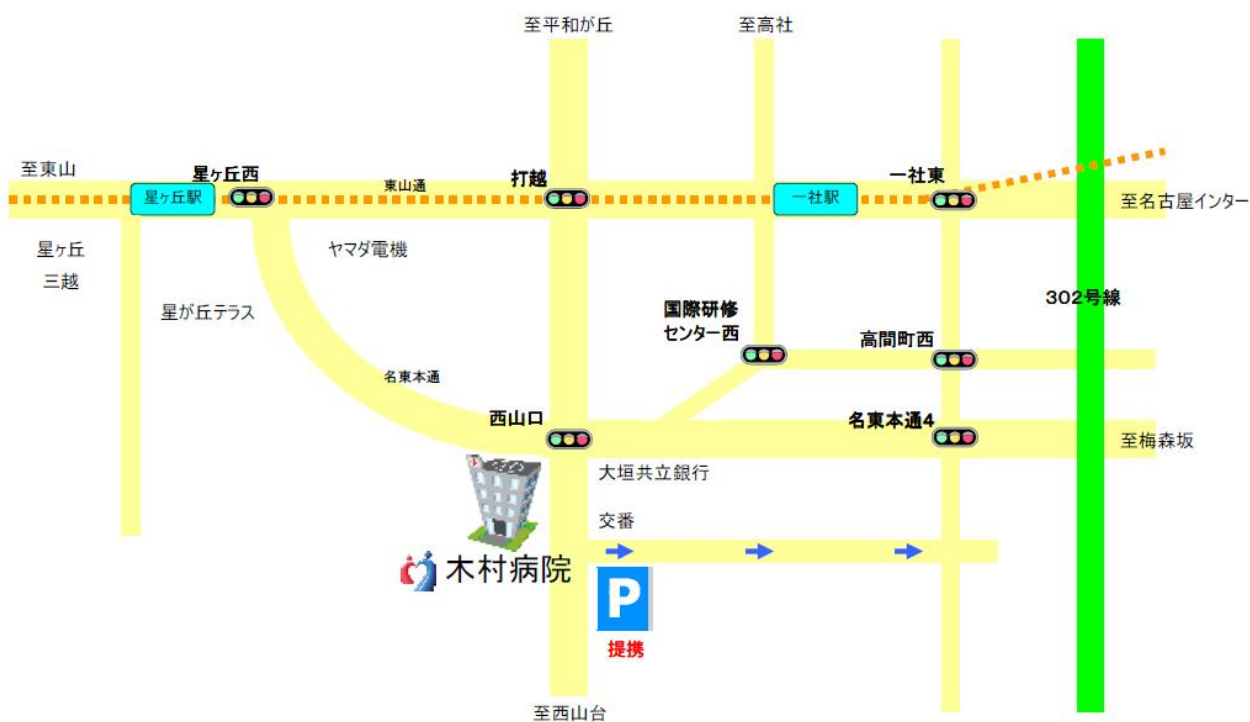 至平和が丘
至高社
至東山
星ヶ丘西
星ヶ丘駅
東山通
打越
一社駅
一社東
至名古屋インター
星ヶ丘
三越
ヤマダ電機
星が丘テラス
国際研修
センター西
302号線
高間町西
名東本通
西山口
名東本通4
至梅森坂
大垣共立銀行
交番
木村病院
P
提携
至西山台